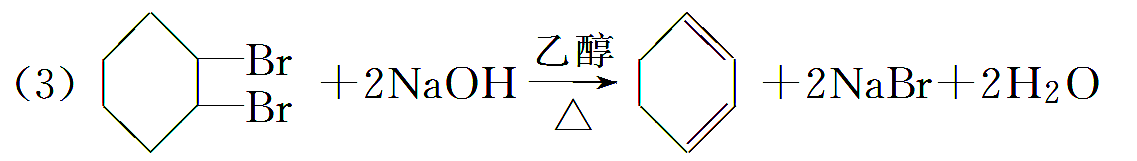 (3) Br Br +2NaOH 乙醇 △ +2NaBr+2H₂O